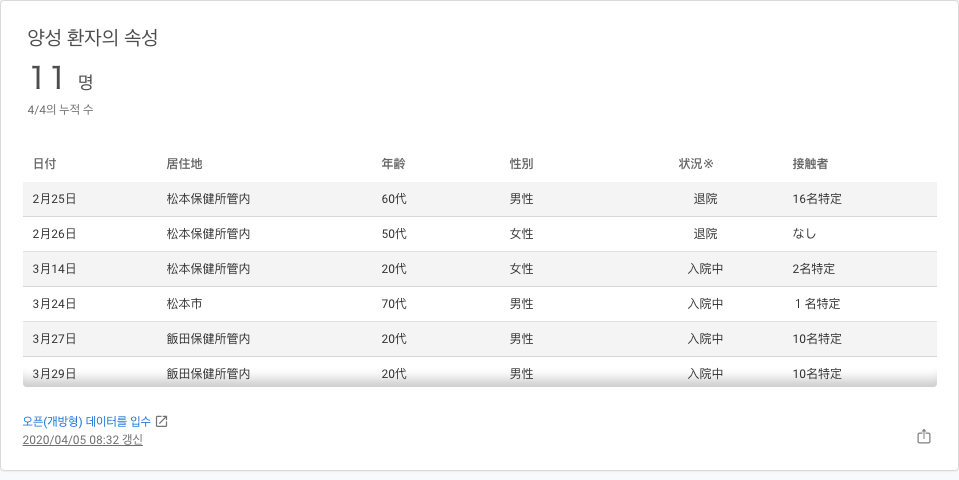 양성 환자의 속성
11 명
4/4의 누적 수
日付 居住地 年齢 性別 状況※ 接触者
2月25日 松本保健所管内 60代 男性 退院 16名特定
2月26日 松本保健所管内 50代 女性 退院 なし
3月14日 松本保健所管内 20代 女性 入院中 2名特定
3月24日 松本市 70代 男性 入院中 1 名特定
3月27日 飯田保健所管内 20代 男性 入院中 10名特定
3月29日 飯田保健所管内 20代 男性 入院中 10名特定
오픈(개방형) 데이터를 입수
2020/04/05 08:32 갱신